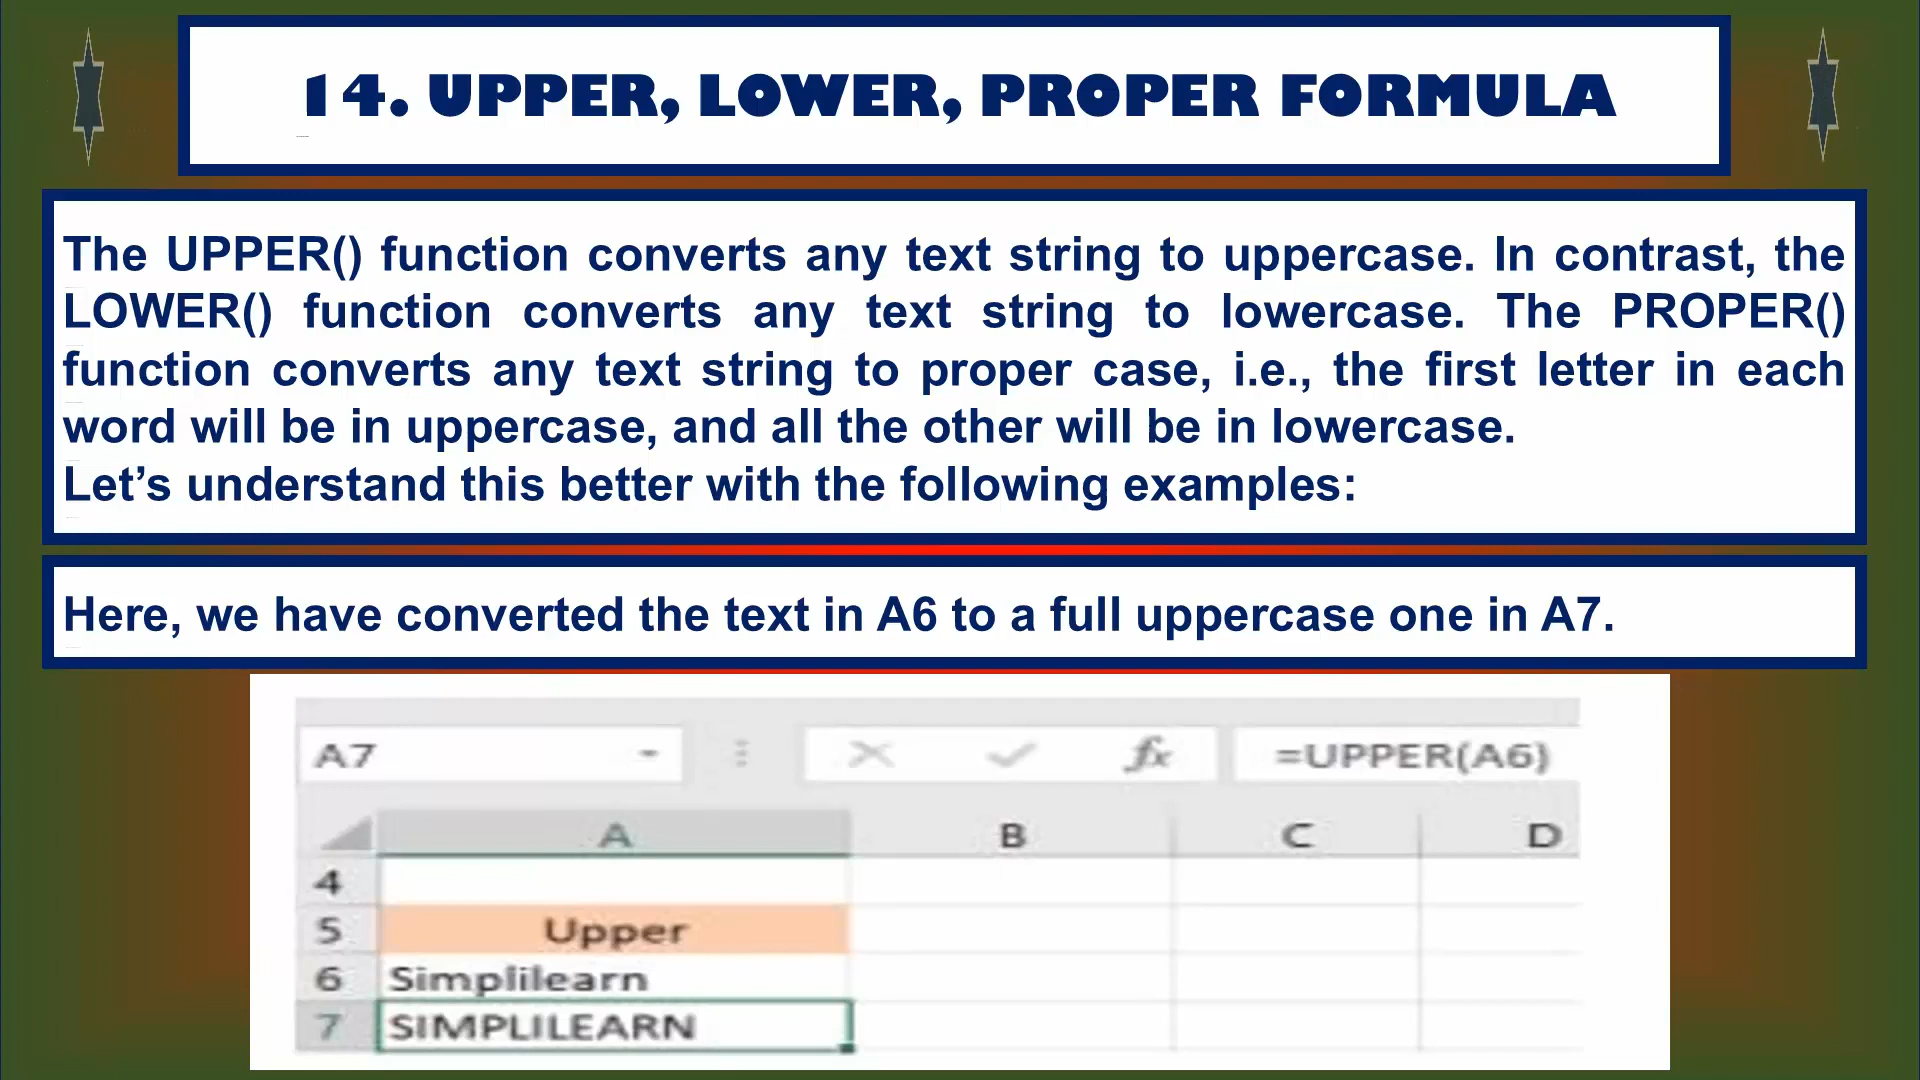 14. UPPER, LOWER, PROPER FORMULA
The UPPER() function converts any text string to uppercase. In contrast, the
LOWER() function converts any text string to lowercase. The PROPER()
function converts any text string to proper case, i.e., the first letter in each
word will be in uppercase, and all the other will be in lowercase.
Let’s understand this better with the following examples:
Here, we have converted the text in A6 to a full uppercase one in A7.
A7 fx =UPPER(A6)
A B C D
4
5 Upper
6 Simplilearn
7 SIMPLILEARN